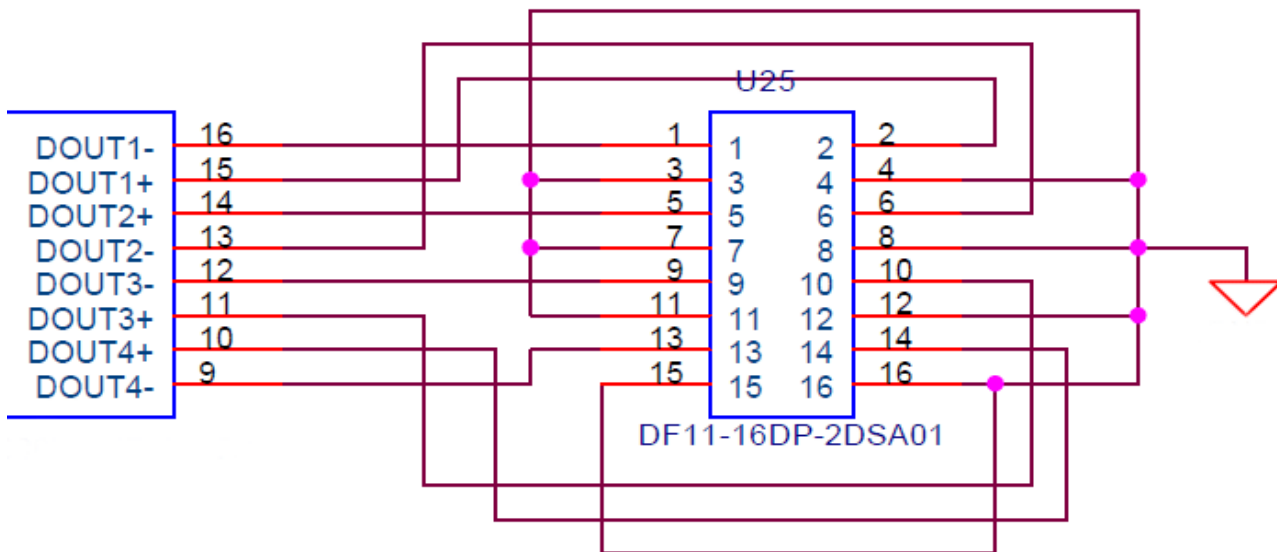 U25
DOUT1- 16 1 1 2 2
DOUT1+ 15 3 3 4 4
DOUT2+ 14 5 5 6 6
DOUT2- 13 7 7 8 8
DOUT3- 12 9 9 10 10
DOUT3+ 11 11 12 12
DOUT4+ 10 13 13 14 14
DOUT4- 9 15 15 16 16
DF11-16DP-2DSA01